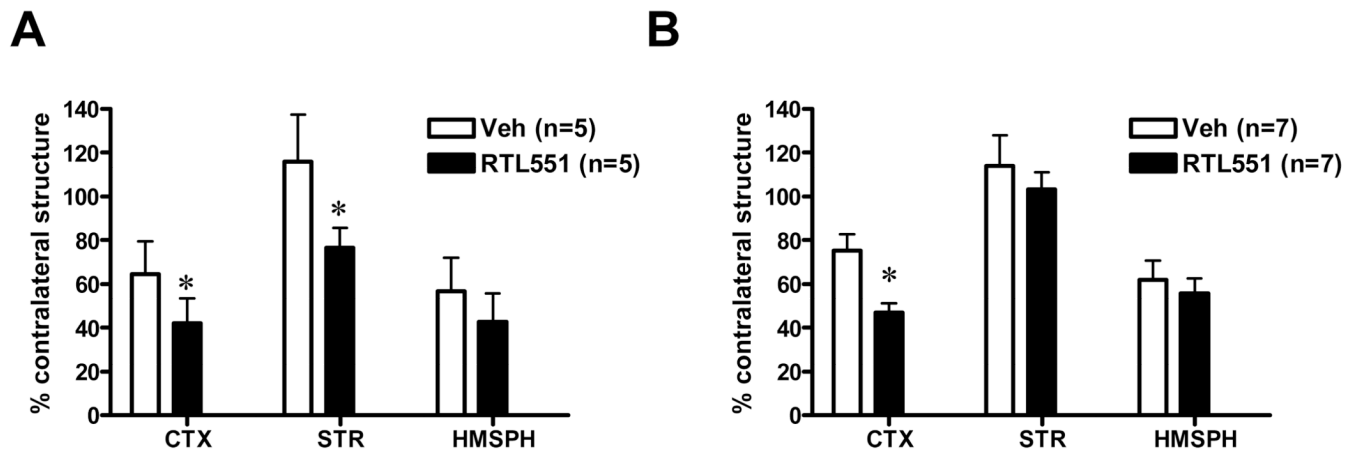 A
% contralateral structure
140
120
100
80
60
40
20
0
Veh (n=5)
RTL551 (n=5)
*
*
CTX STR HMSPH
B
% contralateral structure
140
120
100
80
60
40
20
0
Veh (n=7)
RTL551 (n=7)
*
CTX STR HMSPH